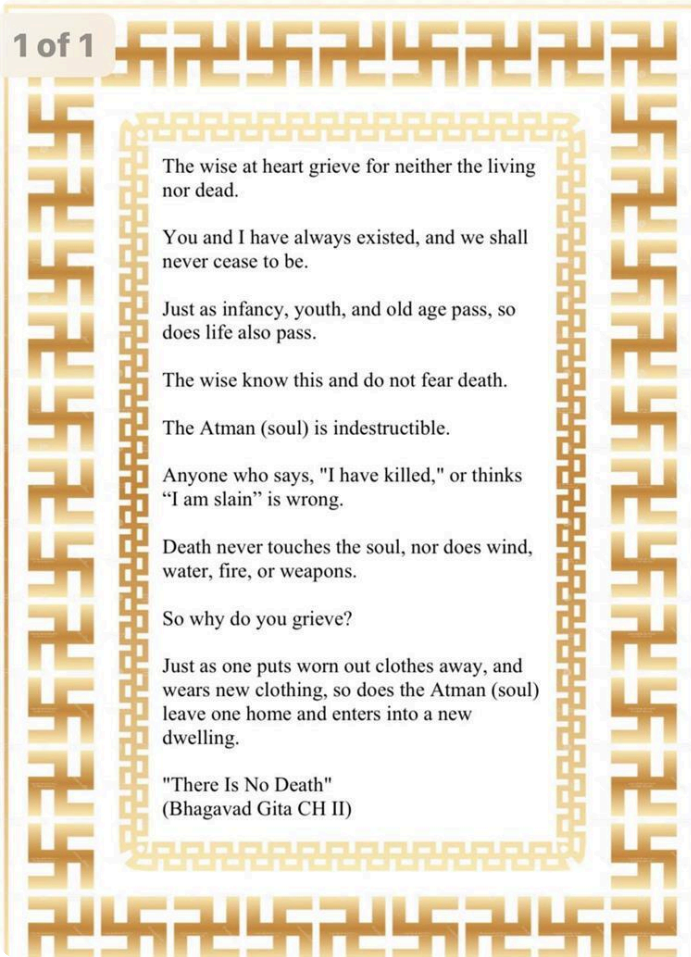 1 of 1
The wise at heart grieve for neither the living
nor dead.
You and I have always existed, and we shall
never cease to be.
Just as infancy, youth, and old age pass, so
does life also pass.
The wise know this and do not fear death.
The Atman (soul) is indestructible.
Anyone who says, "I have killed," or thinks
“I am slain” is wrong.
Death never touches the soul, nor does wind,
water, fire, or weapons.
So why do you grieve?
Just as one puts worn out clothes away, and
wears new clothing, so does the Atman (soul)
leave one home and enters into a new
dwelling.
"There Is No Death"
(Bhagavad Gita CH II)